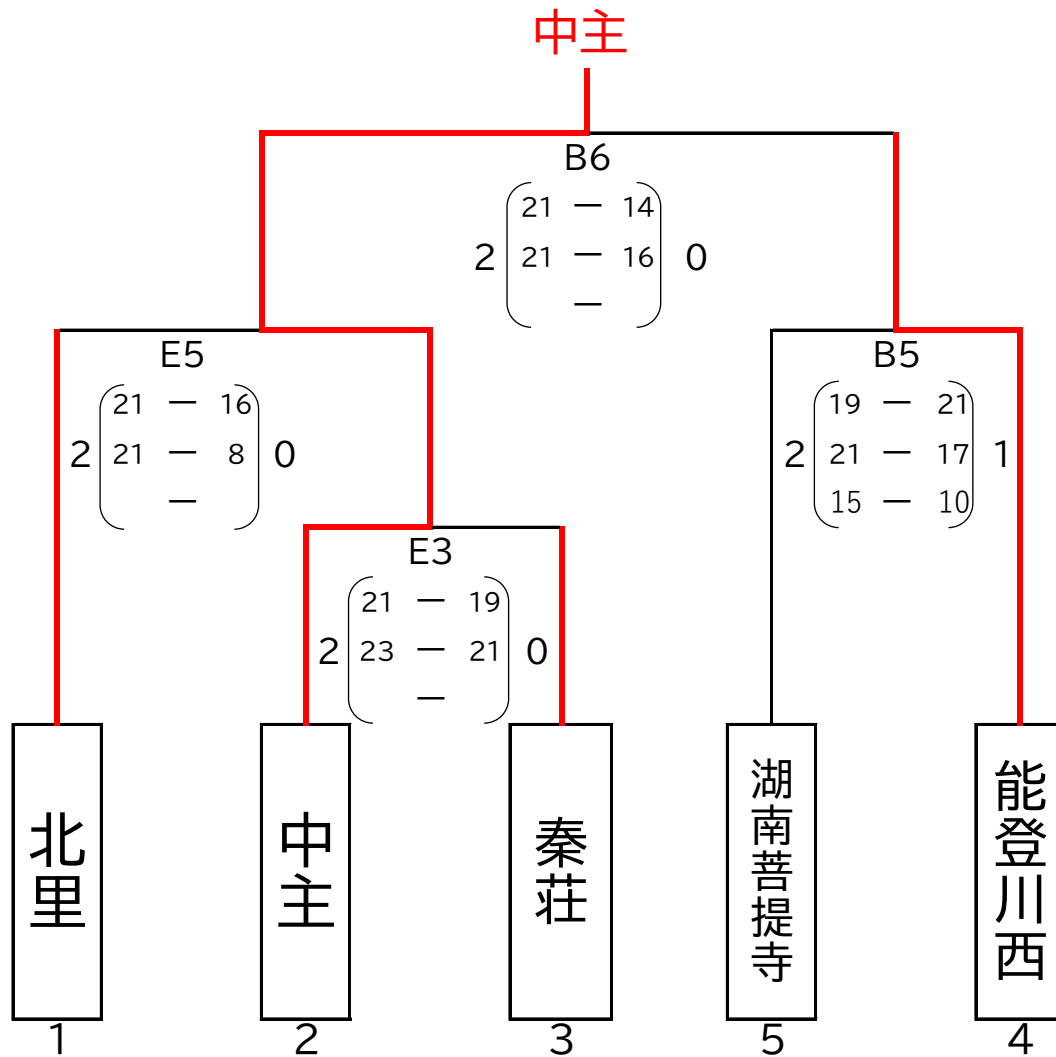 中主
B6
21 ー 14
2 21 ー 16 0
ー
E5
21 ー 16
2 21 ー 8 0
ー
B5
19 ー 21
2 21 ー 17 1
15 ー 10
E3
21 ー 19
2 23 ー 21 0
ー
北里
中主
秦荘
湖南菩提寺
能登川西
1
2
3
5
4